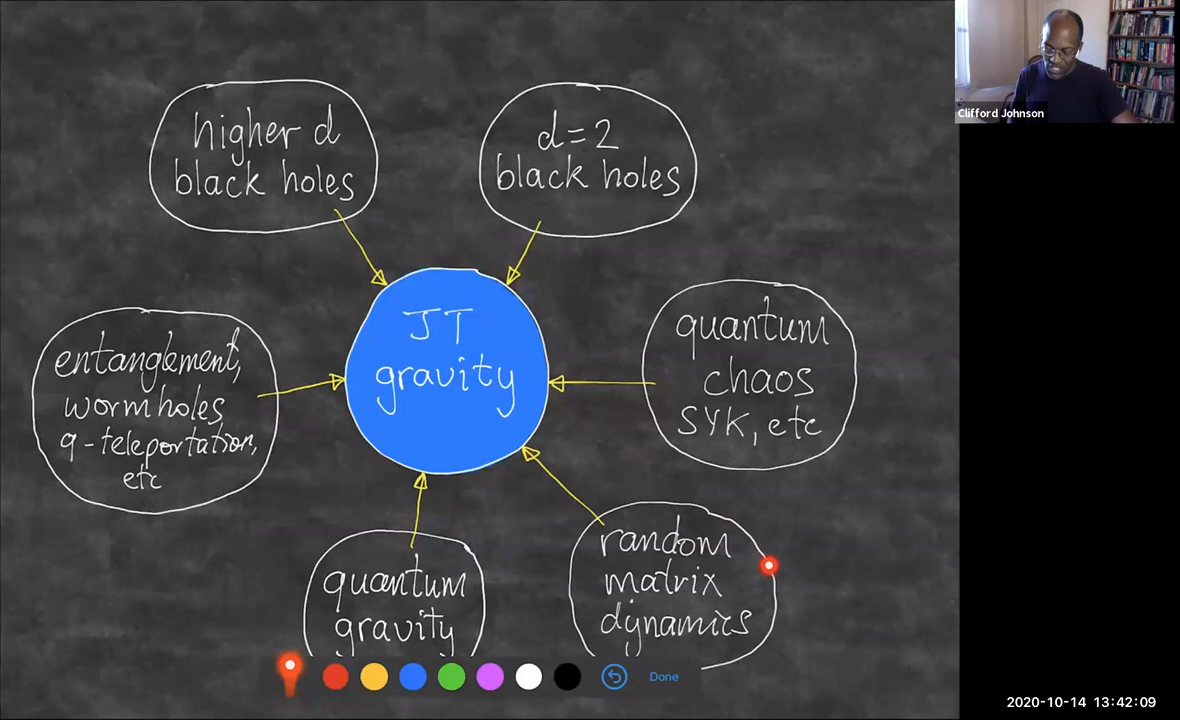 higher d
black holes
d=2
black holes
JT
gravity
entanglement,
wormholes
q-teleportation,
etc
quantum
chaos
SYK, etc
quantum
gravity
random
matrix
dynamics
Done
Clifford Johnson
2020-10-14 13:42:09